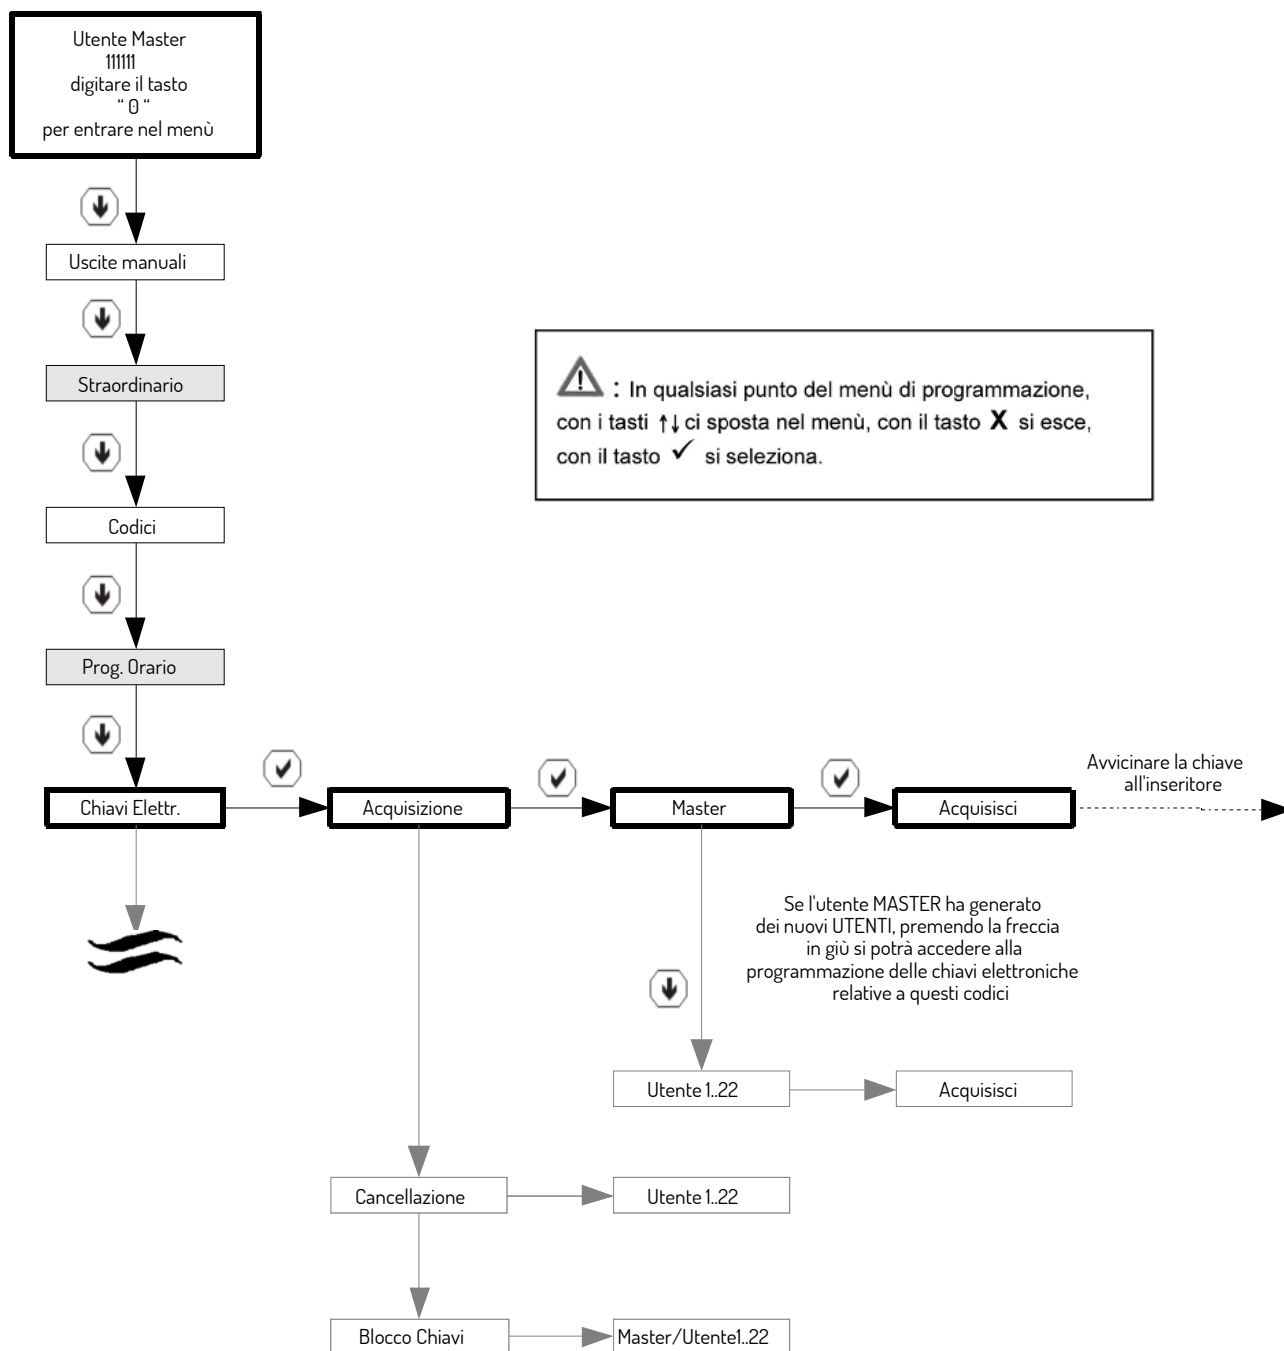 Utente Master
111111
digitare il tasto
“ 0 “
per entrare nel menù
Uscite manuali
Straordinario
: In qualsiasi punto del menù di programmazione,
con i tasti ↑↓ ci sposta nel menù, con il tasto X si esce,
con il tasto ✓ si seleziona.
Codici
Prog. Orario
Chiavi Elettr.
Acquisizione
Master
Acquisisci
Avvicinare la chiave
all'inseritore
Se l'utente MASTER ha generato
dei nuovi UTENTI, premendo la freccia
in giù si potrà accedere alla
programmazione delle chiavi elettroniche
relative a questi codici
Utente 1..22
Acquisisci
Cancellazione
Utente 1..22
Blocco Chiavi
Master/Utente1..22